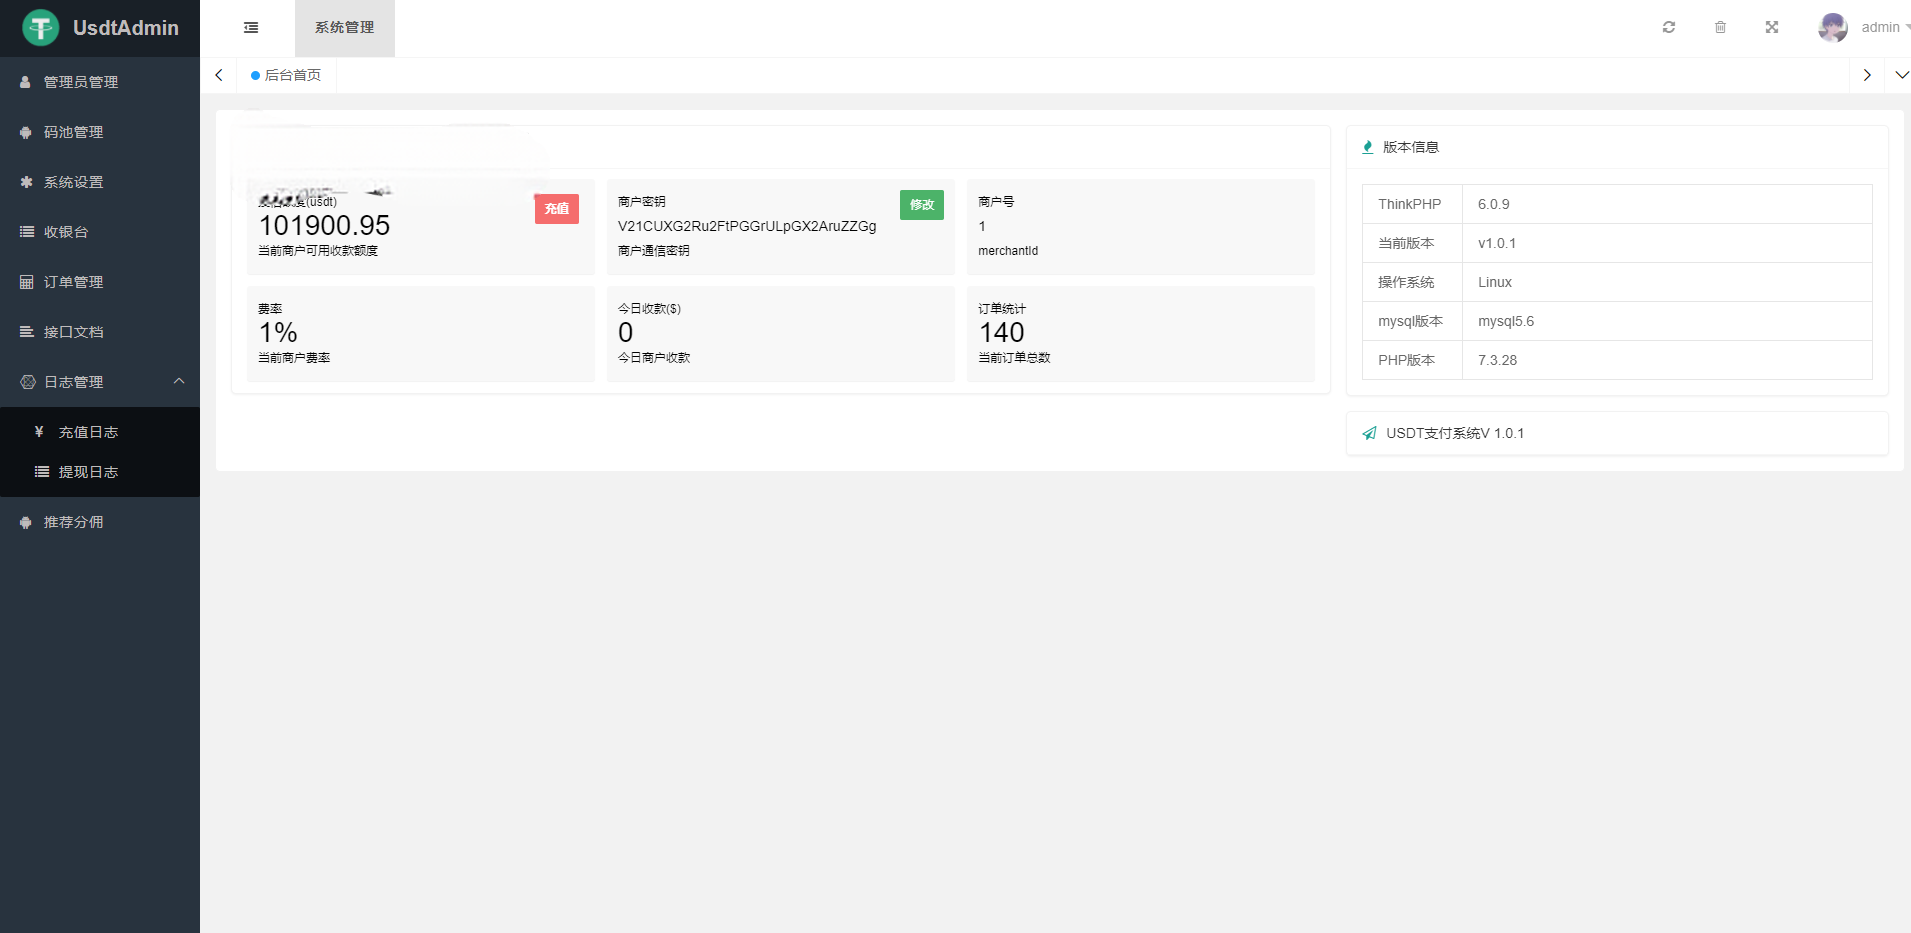 UsdtAdmin
系统管理
admin
管理员管理
码池管理
系统设置
收银台
订单管理
接口文档
日志管理
充值日志
提现日志
推荐分佣
后台首页
度(usdt)
充值
101900.95
当前商户可用收款额度
商户密钥
修改
V21CUXG2Ru2FtPGGrULpGX2AruZZGg
商户通信密钥
商户号
1
merchantId
费率
1%
当前商户费率
今日收款($)
0
今日商户收款
订单统计
140
当前订单总数
版本信息
ThinkPHP 6.0.9
当前版本 v1.0.1
操作系统 Linux
mysql版本 mysql5.6
PHP版本 7.3.28
USDT支付系统V 1.0.1